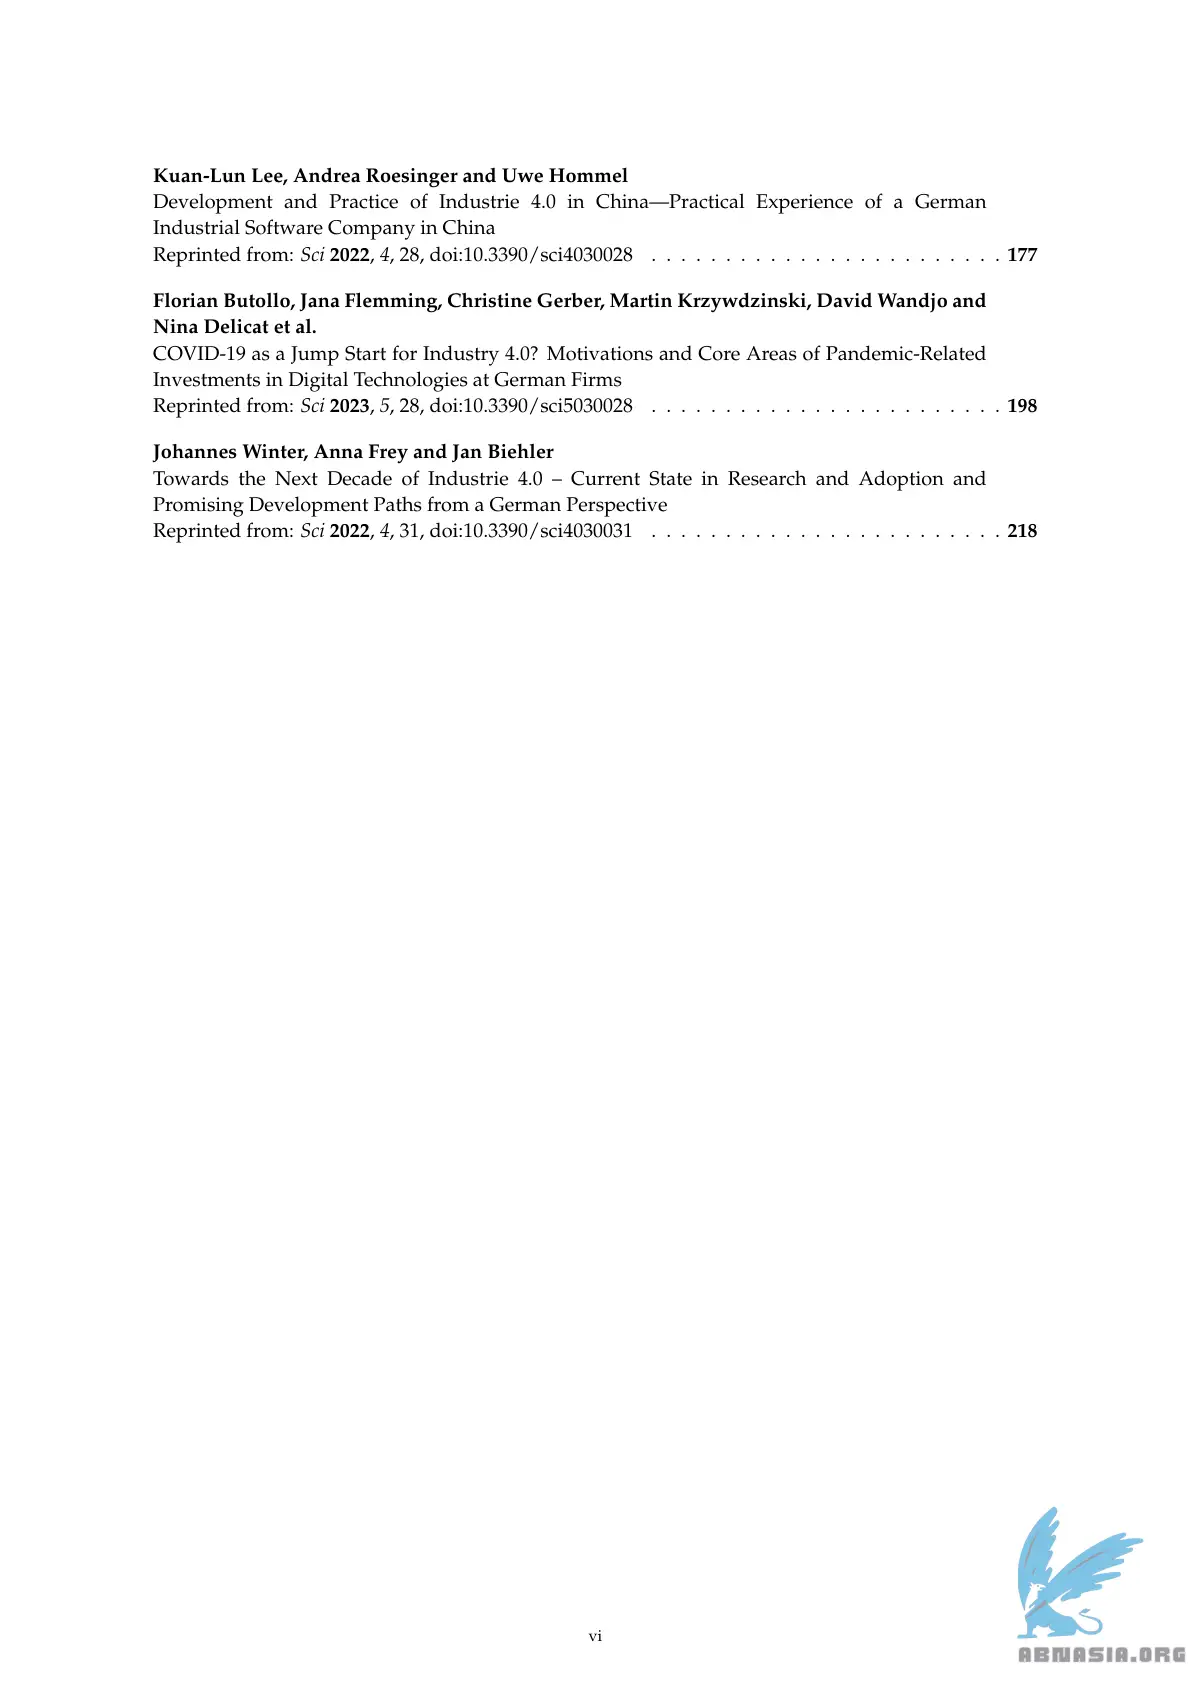 Kuan-Lun Lee, Andrea Roesinger and Uwe Hommel
Development and Practice of Industrie 4.0 in China—Practical Experience of a German
Industrial Software Company in China
Reprinted from: Sci 2022, 4, 28, doi:10.3390/sci4030028 . . . . . . . . . . . . . . . . . . . . . . . . 177
Florian Butollo, Jana Flemming, Christine Gerber, Martin Krzywdzinski, David Wandjo and
Nina Delicat et al.
COVID-19 as a Jump Start for Industry 4.0? Motivations and Core Areas of Pandemic-Related
Investments in Digital Technologies at German Firms
Reprinted from: Sci 2023, 5, 28, doi:10.3390/sci5030028 . . . . . . . . . . . . . . . . . . . . . . . . 198
Johannes Winter, Anna Frey and Jan Biehler
Towards the Next Decade of Industrie 4.0 – Current State in Research and Adoption and
Promising Development Paths from a German Perspective
Reprinted from: Sci 2022, 4, 31, doi:10.3390/sci4030031 . . . . . . . . . . . . . . . . . . . . . . . . 218
vi
ABNASIA.ORG